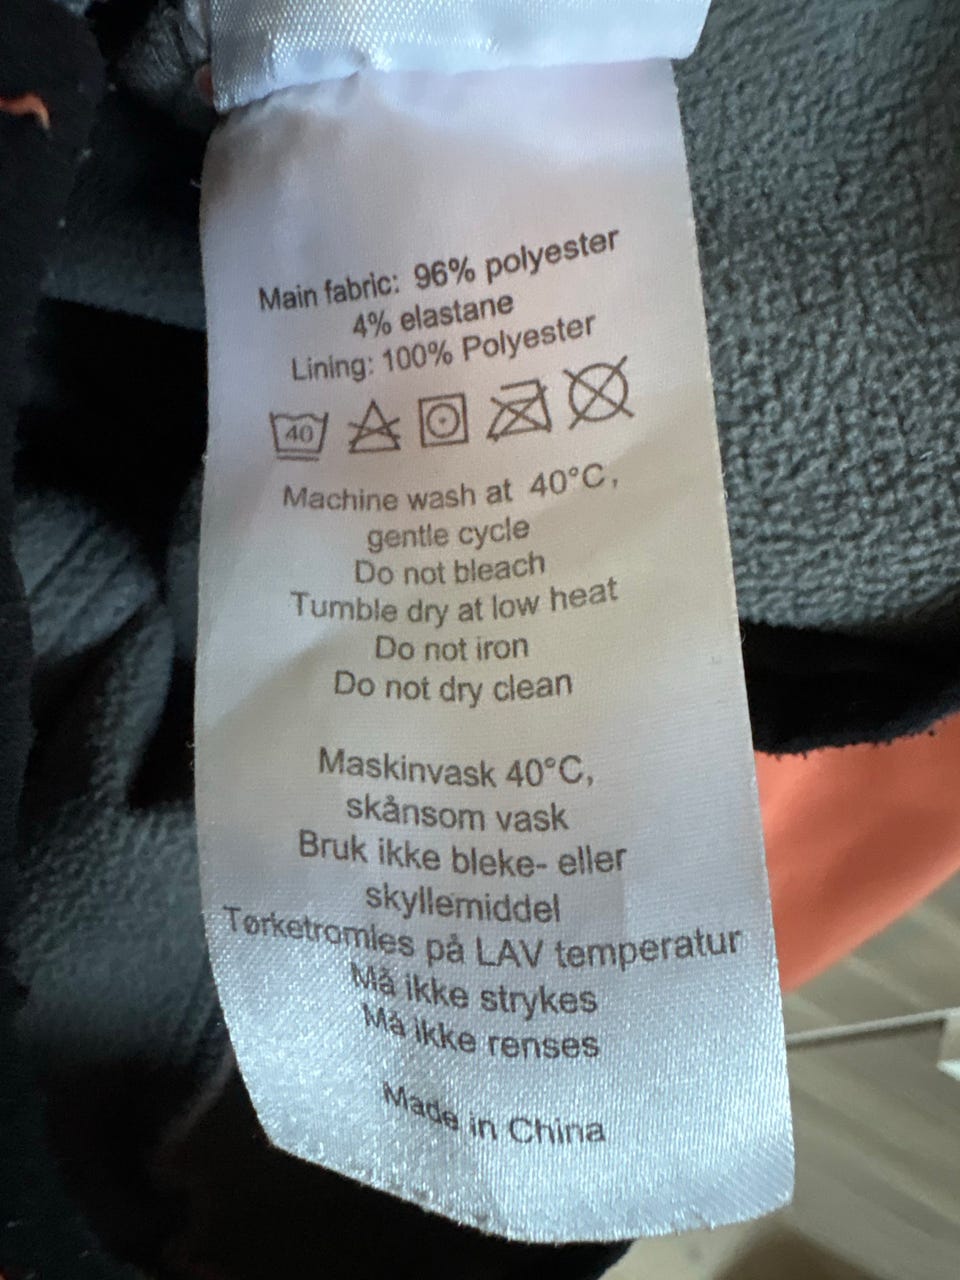 Main fabric: 96% polyester
4% elastane
Lining: 100% Polyester
40
Machine wash at 40°C,
gentle cycle
Do not bleach
Tumble dry at low heat
Do not iron
Do not dry clean
Maskinvask 40°C,
skånsom vask
Bruk ikke bleke- eller
skyllemiddel
Tørketromles på LAV temperatur
Må ikke strykes
Må ikke renses
Made in China